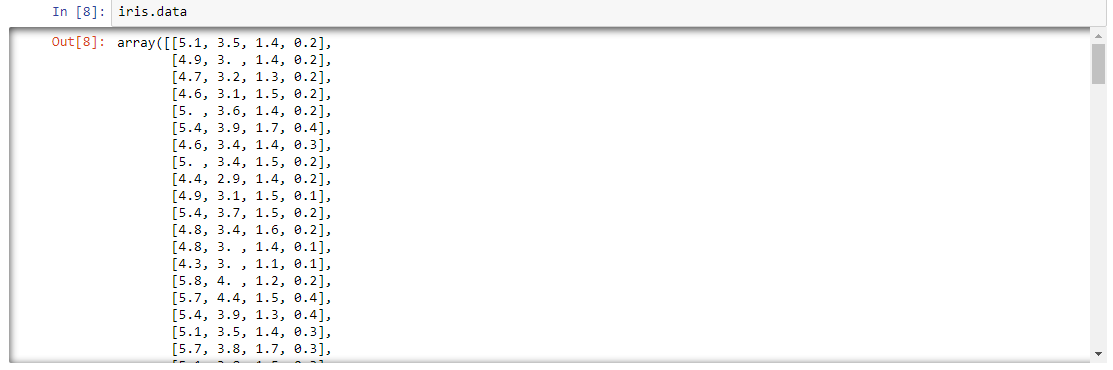 In [8]: iris.data
Out[8]: array([[5.1, 3.5, 1.4, 0.2],
[4.9, 3. , 1.4, 0.2],
[4.7, 3.2, 1.3, 0.2],
[4.6, 3.1, 1.5, 0.2],
[5. , 3.6, 1.4, 0.2],
[5.4, 3.9, 1.7, 0.4],
[4.6, 3.4, 1.4, 0.3],
[5. , 3.4, 1.5, 0.2],
[4.4, 2.9, 1.4, 0.2],
[4.9, 3.1, 1.5, 0.1],
[5.4, 3.7, 1.5, 0.2],
[4.8, 3.4, 1.6, 0.2],
[4.8, 3. , 1.4, 0.1],
[4.3, 3. , 1.1, 0.1],
[5.8, 4. , 1.2, 0.2],
[5.7, 4.4, 1.5, 0.4],
[5.4, 3.9, 1.3, 0.4],
[5.1, 3.5, 1.4, 0.3],
[5.7, 3.8, 1.7, 0.3],